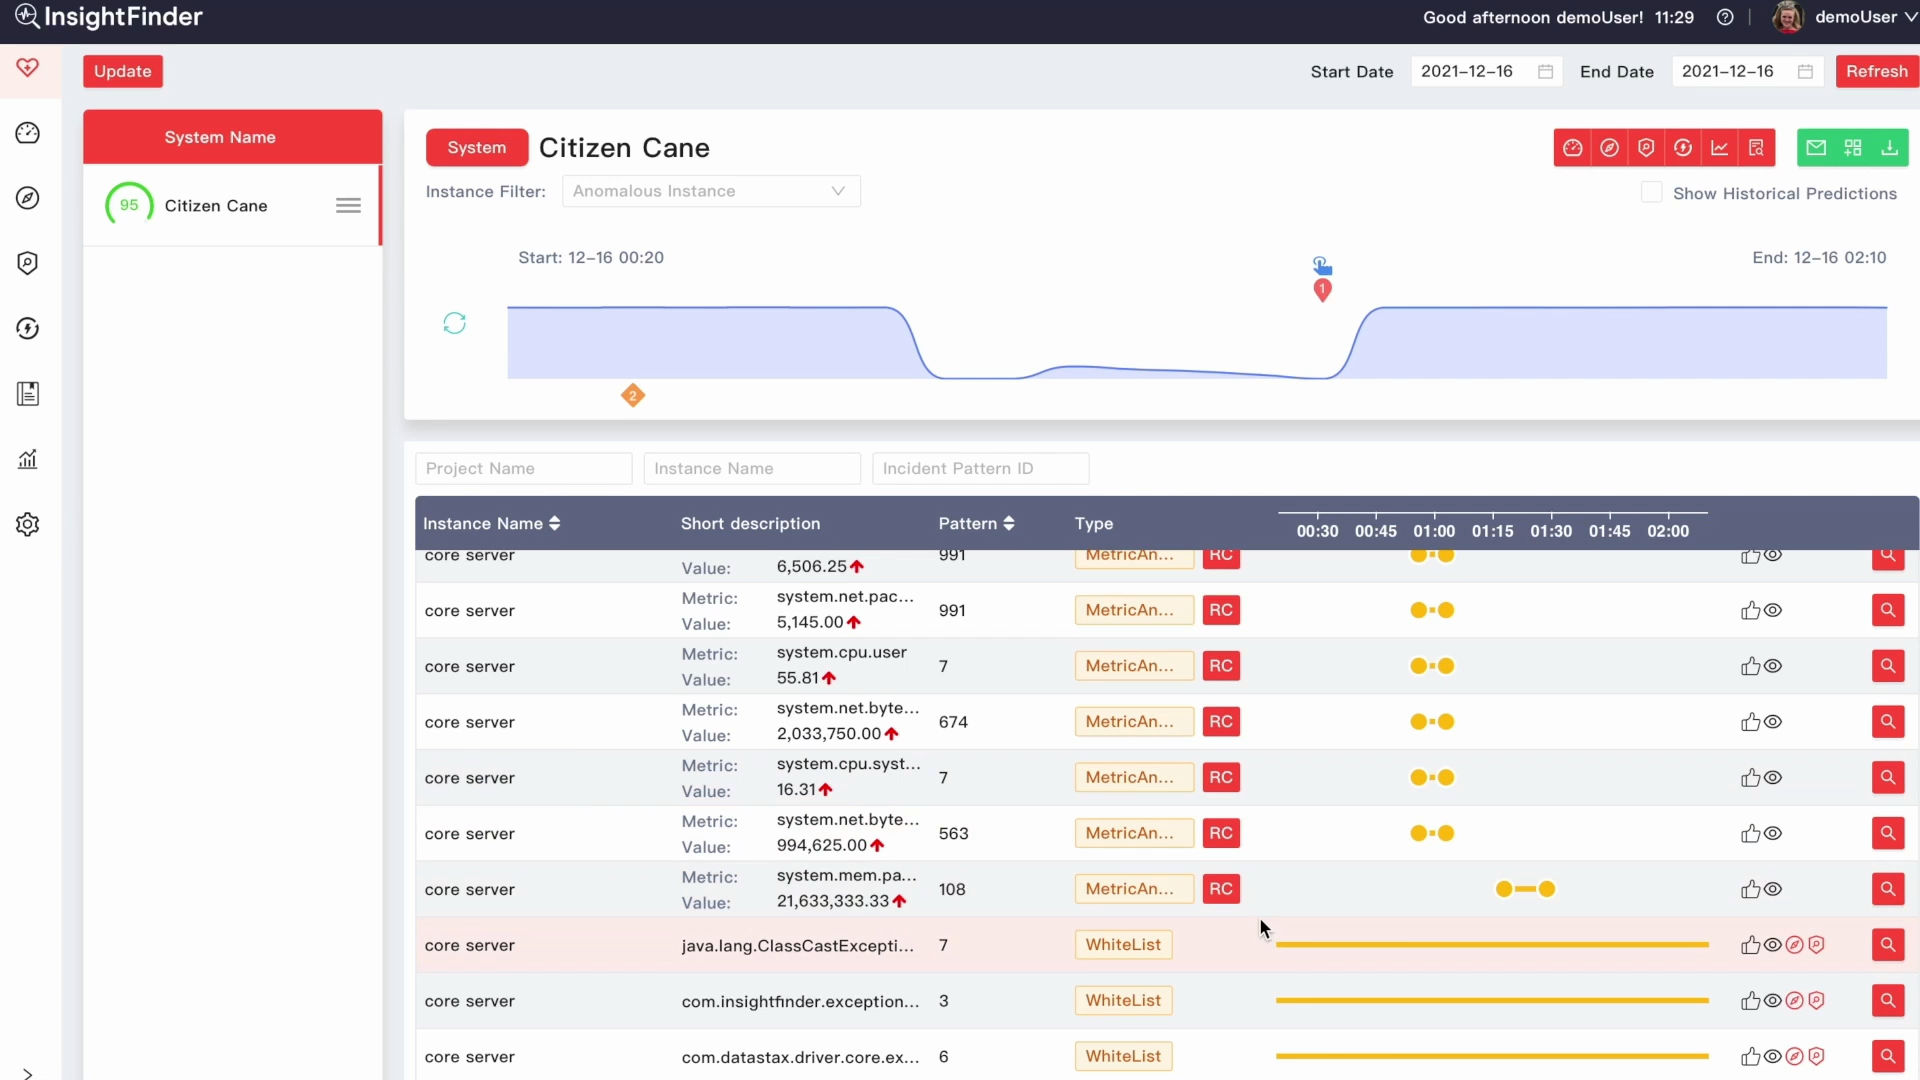 InsightFinder
Good afternoon demoUser! 11:29
demoUser
Update
Start Date 2021-12-16 End Date 2021-12-16 Refresh
System Name
95 Citizen Cane
System Citizen Cane
Instance Filter: Anomalous Instance
Show Historical Predictions
Start: 12-16 00:20
End: 12-16 02:10
1
2
Project Name
Instance Name
Incident Pattern ID
Instance Name Short description Pattern Type 00:30 00:45 01:00 01:15 01:30 01:45 02:00
core server 991 MetricAn... RC
Value: 6,506.25
Metric: system.net.pac...
core server 991 MetricAn... RC
Value: 5,145.00
Metric: system.cpu.user
core server 7 MetricAn... RC
Value: 55.81
Metric: system.net.byte...
core server 674 MetricAn... RC
Value: 2,033,750.00
Metric: system.cpu.syst...
core server 7 MetricAn... RC
Value: 16.31
Metric: system.net.byte...
core server 563 MetricAn... RC
Value: 994,625.00
Metric: system.mem.pa...
core server 108 MetricAn... RC
Value: 21,633,333.33
core server java.lang.ClassCastExcepti... 7 WhiteList
core server com.insightfinder.exception... 3 WhiteList
core server com.datastax.driver.core.ex... 6 WhiteList